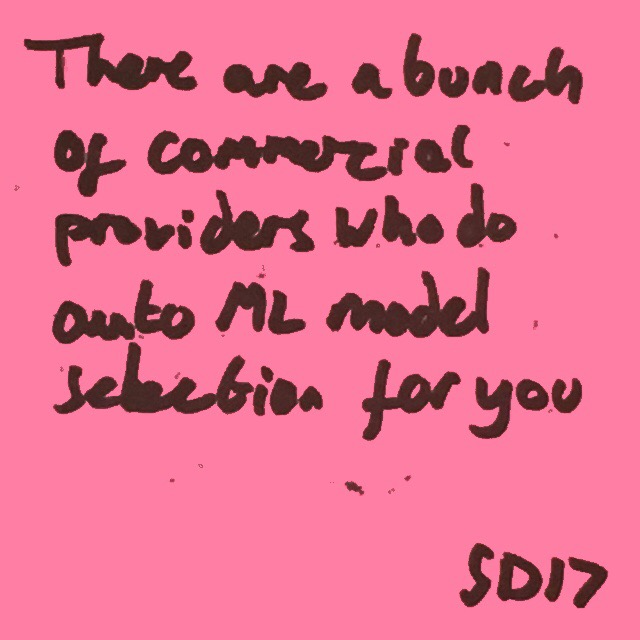 There are a bunch
of commercial
providers who do
auto ML model
selection for you
SD17